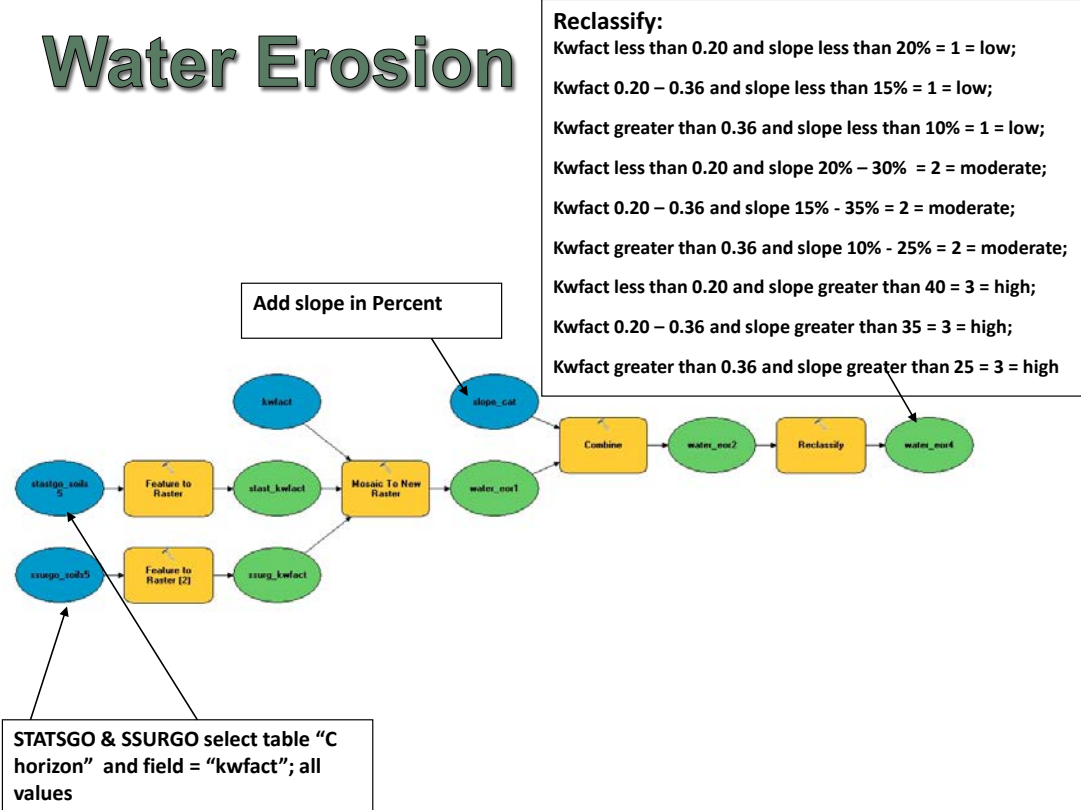 Water Erosion
Reclassify:
Kwfact less than 0.20 and slope less than 20% = 1 = low;
Kwfact 0.20 – 0.36 and slope less than 15% = 1 = low;
Kwfact greater than 0.36 and slope less than 10% = 1 = low;
Kwfact less than 0.20 and slope 20% – 30%  = 2 = moderate;
Kwfact 0.20 – 0.36 and slope 15% - 35% = 2 = moderate;
Kwfact greater than 0.36 and slope 10% - 25% = 2 = moderate;
Kwfact less than 0.20 and slope greater than 40 = 3 = high;
Kwfact 0.20 – 0.36 and slope greater than 35 = 3 = high;
Kwfact greater than 0.36 and slope greater than 25 = 3 = high
Add slope in Percent
kwfact
slope_cat
Combine
water_eor2
Reclassify
water_eor4
stastgo_soils
5
Feature to
Raster
stast_kwfact
Mosaic To New
Raster
water_eor1
ssurgo_soils5
Feature to
Raster (2)
ssurg_kwfact
STATSGO & SSURGO select table “C
horizon”  and field = “kwfact”; all
values